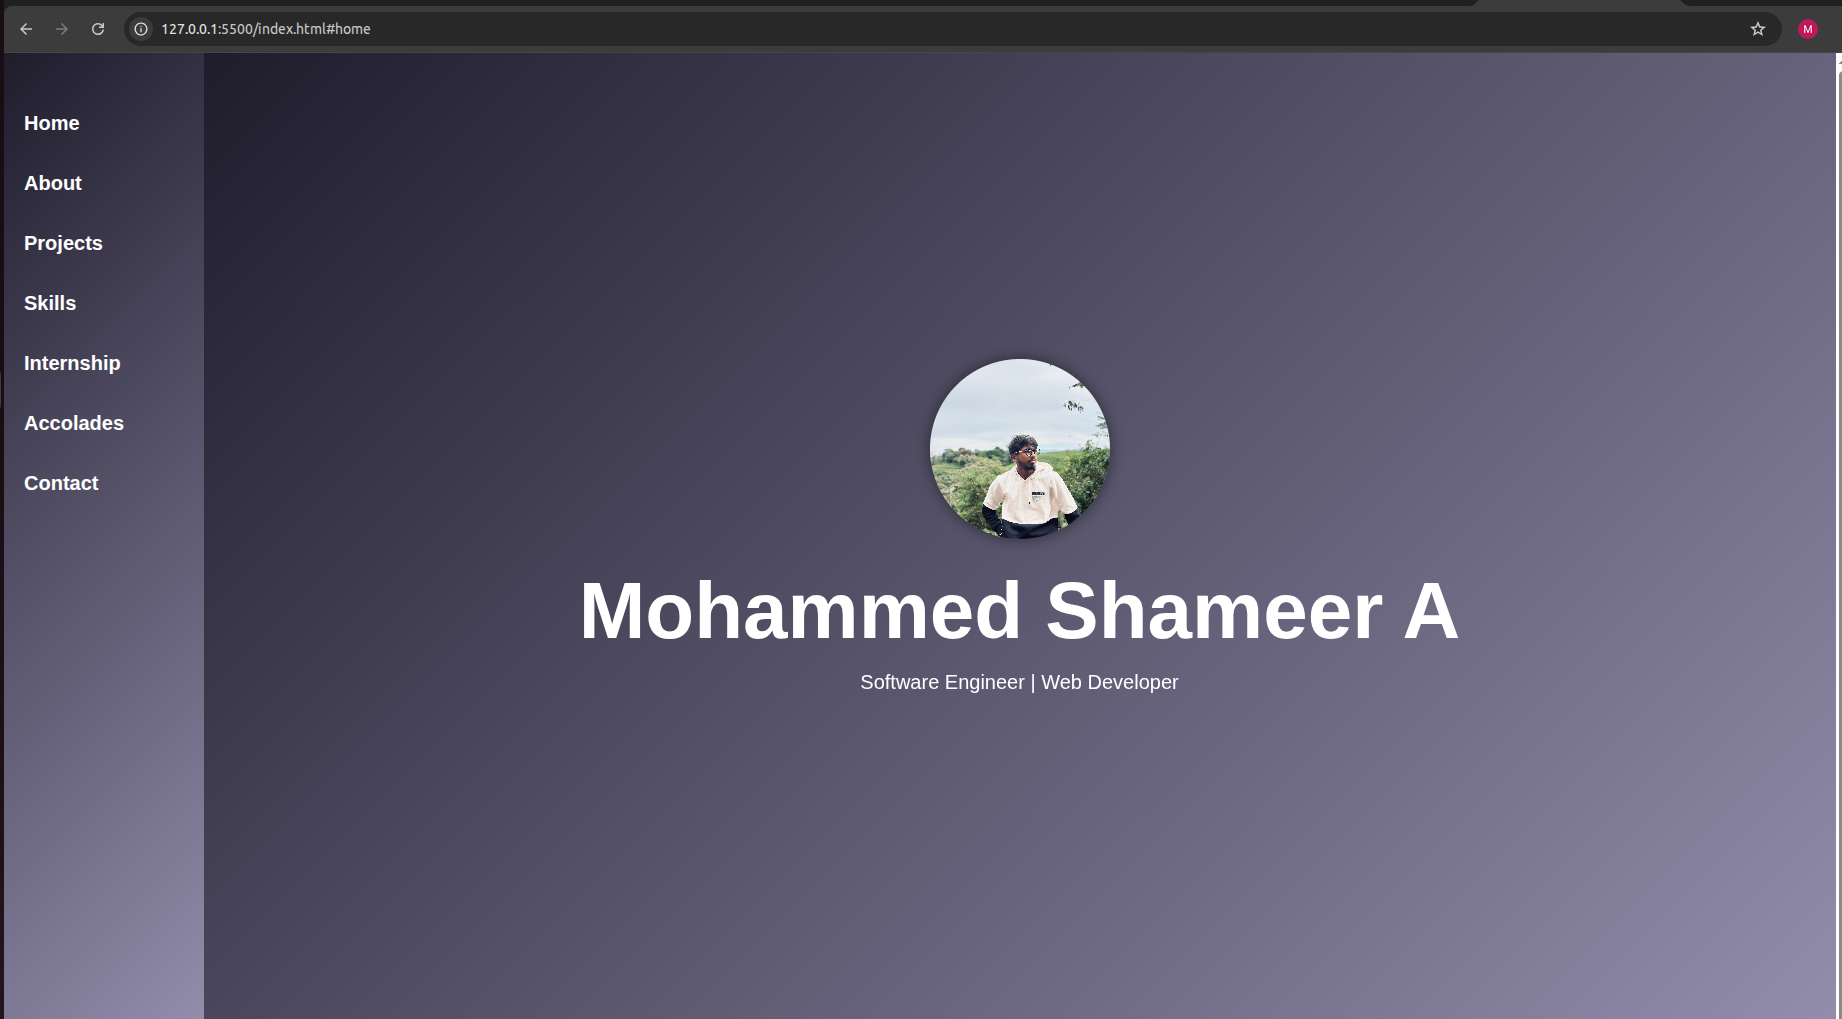 127.0.0.1:5500/index.html#home
M
Home
About
Projects
Skills
Internship
Accolades
Contact
Mohammed Shameer A
Software Engineer | Web Developer